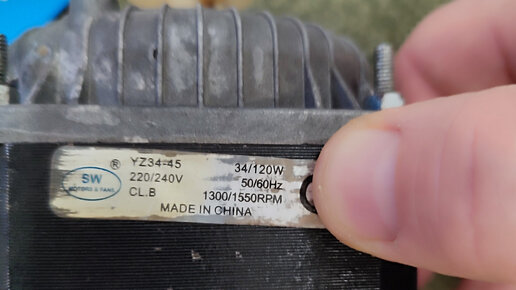 ®
SW
MOTORS & FANS
YZ34-45
220/240V
CL.B
34/120W
50/60Hz
1300/1550RPM
MADE IN CHINA